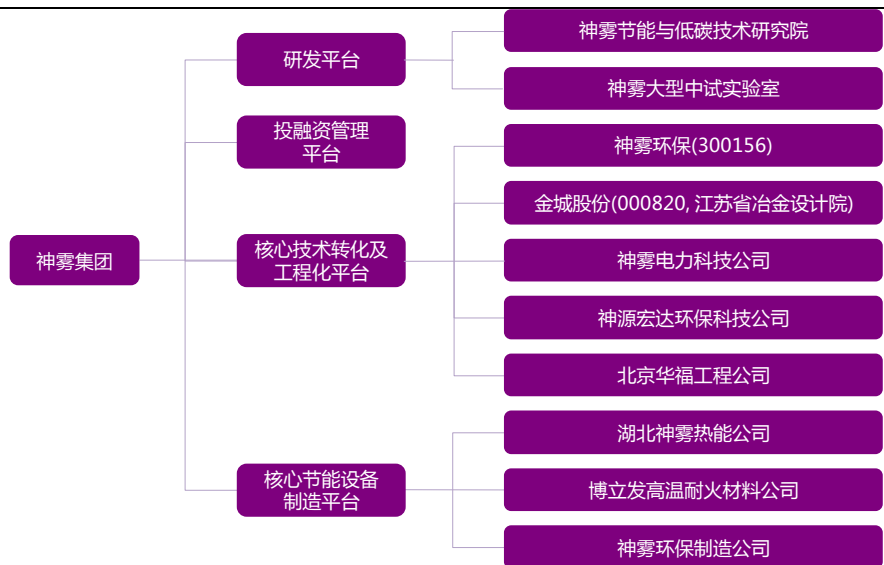 神雾集团
研发平台
神雾节能与低碳技术研究院
神雾大型中试实验室
投融资管理
平台
核心技术转化及
工程化平台
神雾环保(300156)
金城股份(000820, 江苏省冶金设计院)
神雾电力科技公司
神源宏达环保科技公司
北京华福工程公司
核心节能设备
制造平台
湖北神雾热能公司
博立发高温耐火材料公司
神雾环保制造公司